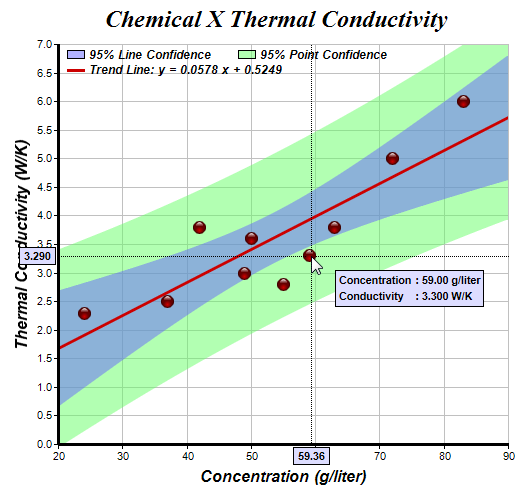 Chemical X Thermal Conductivity
95% Line Confidence 95% Point Confidence
Trend Line: y = 0.0578 x + 0.5249
Thermal Conductivity (W/K)
7.0
6.5
6.0
5.5
5.0
4.5
4.0
3.5
3.290
3.0
2.5
2.0
1.5
1.0
0.5
0.0
Concentration : 59.00 g/liter
Conductivity : 3.300 W/K
20 30 40 50 59.36 70 80 90
Concentration (g/liter)